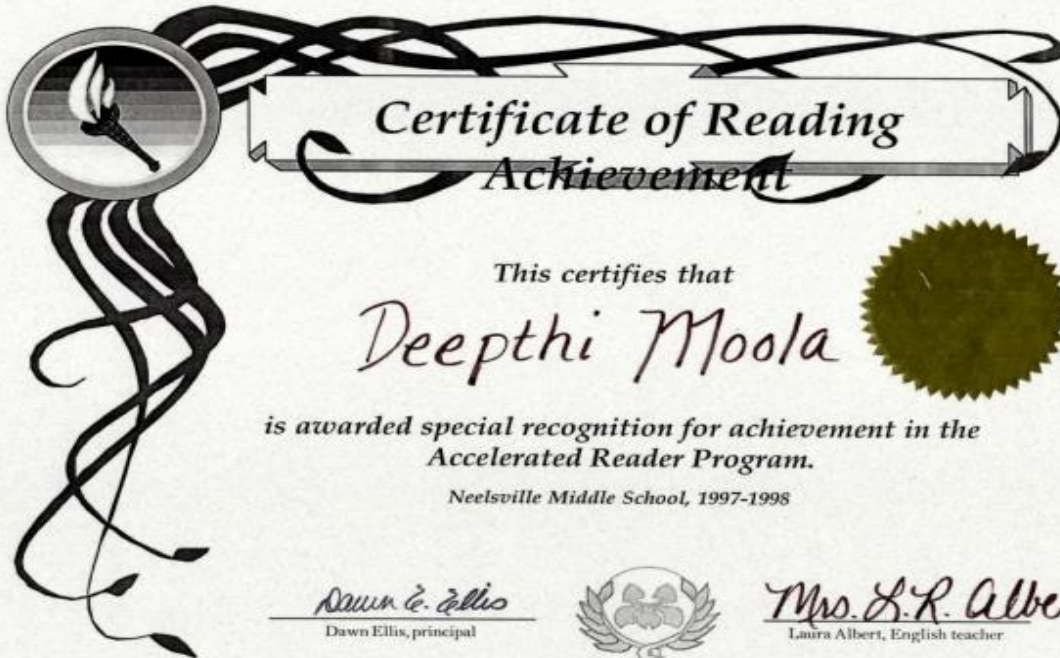 Certificate of Reading
Achievement
This certifies that
Deepthi Moola
is awarded special recognition for achievement in the
Accelerated Reader Program.
Neelsville Middle School, 1997-1998
Dawn E. Ellis
Dawn Ellis, principal
Mrs. L.R. Albe
Laura Albert, English teacher